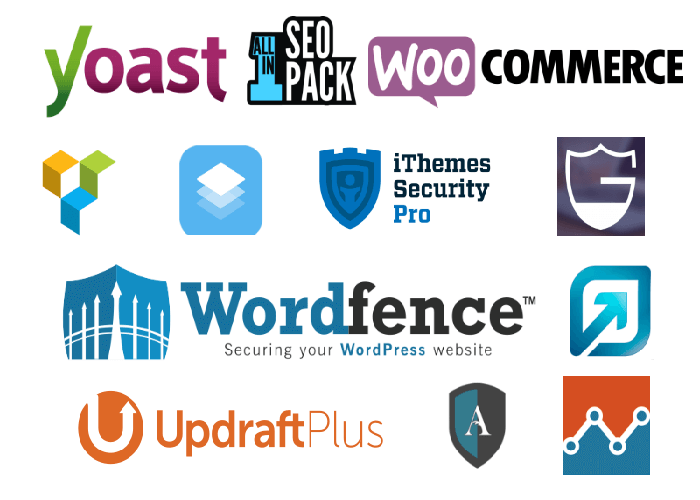 yoast
ALL IN 1 SEO PACK
WOO COMMERCE
iThemes
Security
Pro
G
Wordfence™
Securing your WordPress website
UpdraftPlus
A